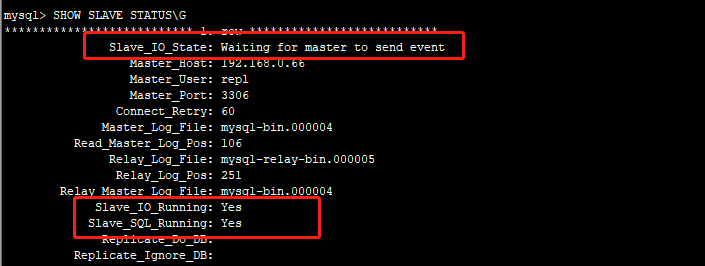 mysql> SHOW SLAVE STATUS\G
*************************** 1. row ***************************
Slave_IO_State: Waiting for master to send event
Master_Host: 192.168.0.66
Master_User: repl
Master_Port: 3306
Connect_Retry: 60
Master_Log_File: mysql-bin.000004
Read_Master_Log_Pos: 106
Relay_Log_File: mysql-relay-bin.000005
Relay_Log_Pos: 251
Relay_Master_Log_File: mysql-bin.000004
Slave_IO_Running: Yes
Slave_SQL_Running: Yes
Replicate_Do_DB:
Replicate_Ignore_DB: